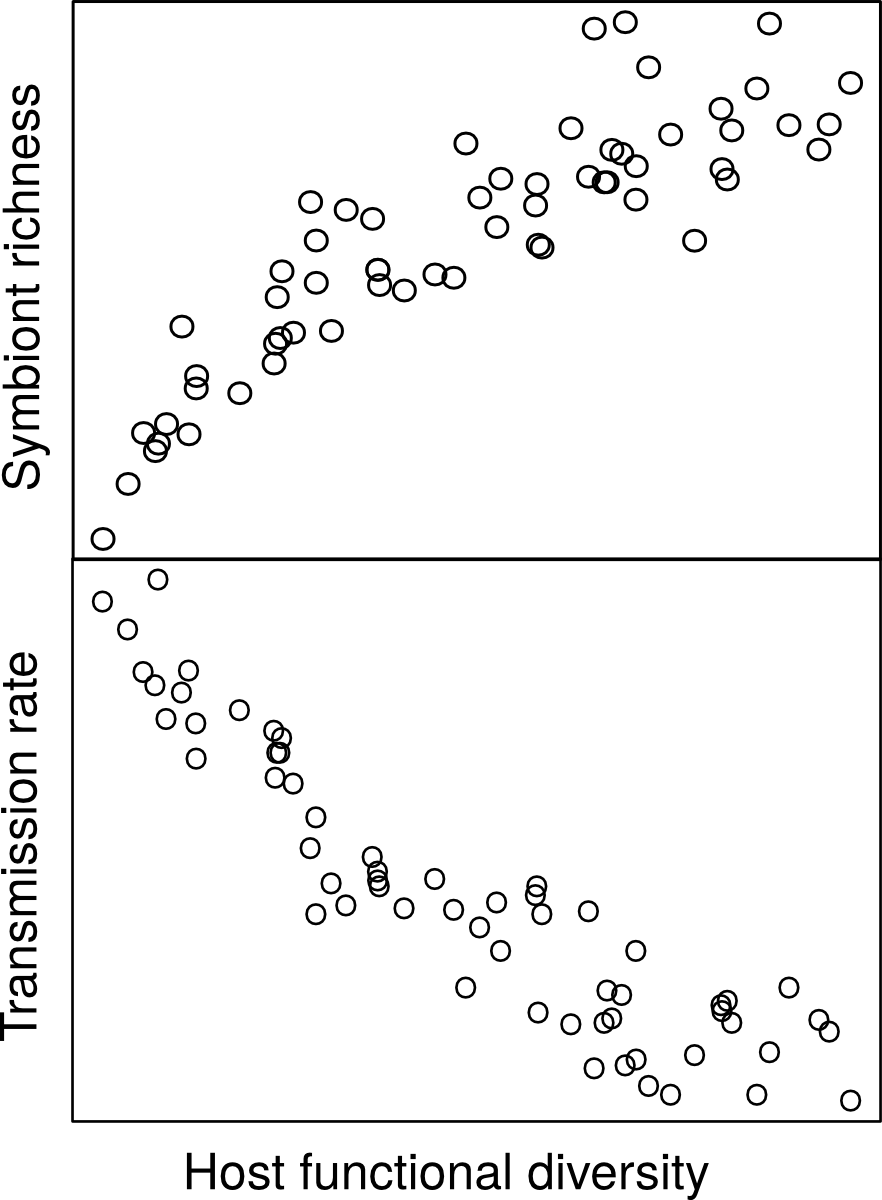 Symbiont richness
Transmission rate
Host functional diversity